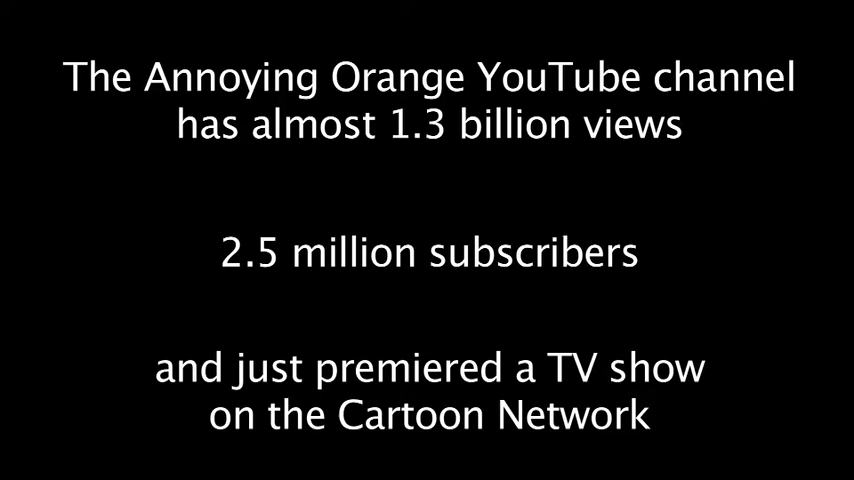 The Annoying Orange YouTube channel
has almost 1.3 billion views
2.5 million subscribers
and just premiered a TV show
on the Cartoon Network